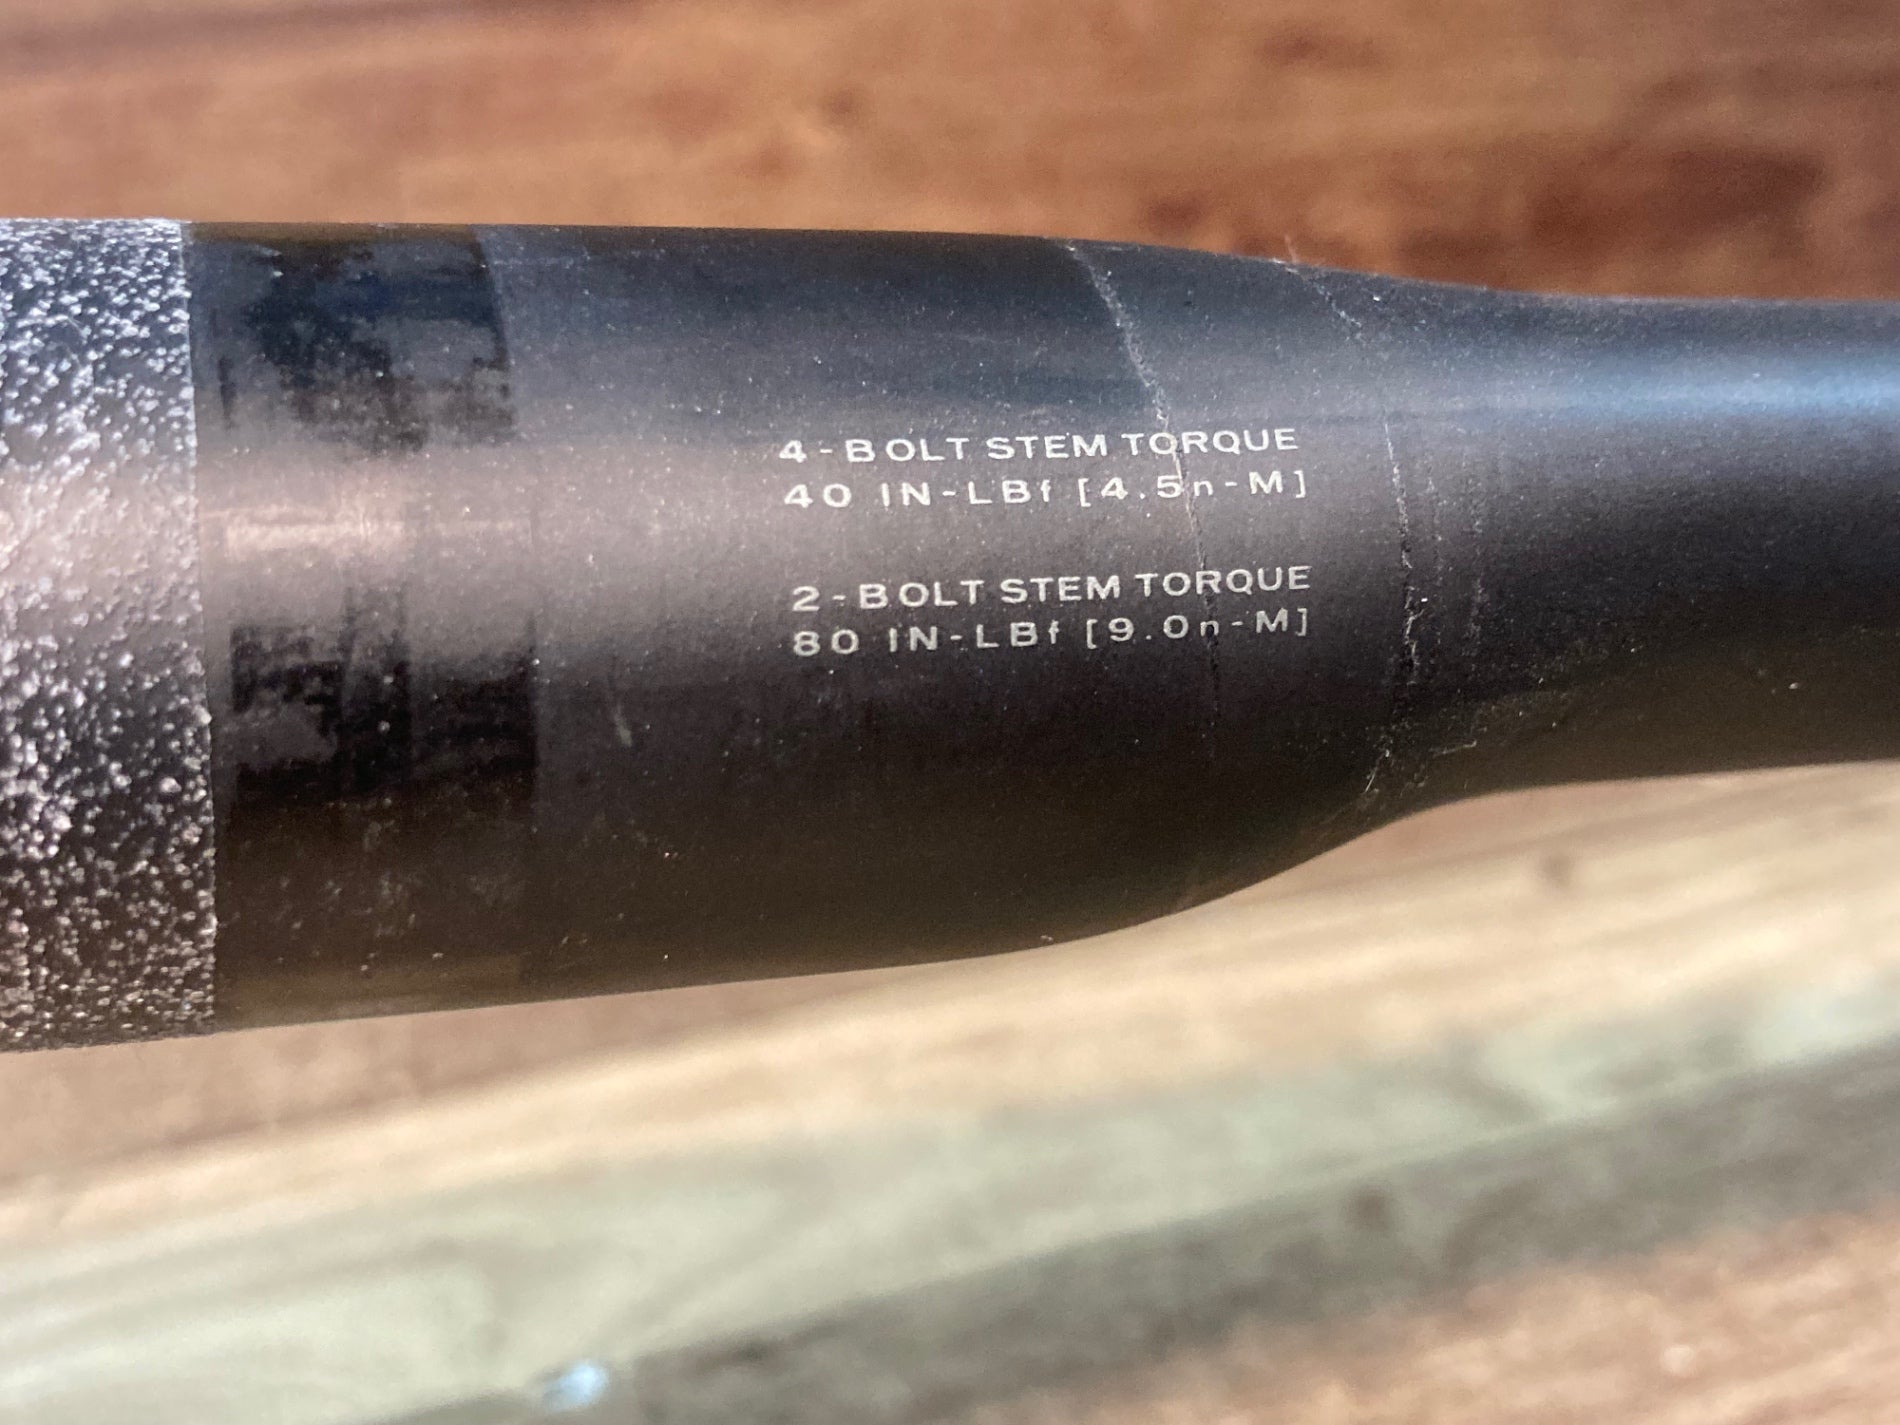 4-BOLT STEM TORQUE
40 IN-LBf [4.5n-M]
2-BOLT STEM TORQUE
80 IN-LBf [9.0n-M]